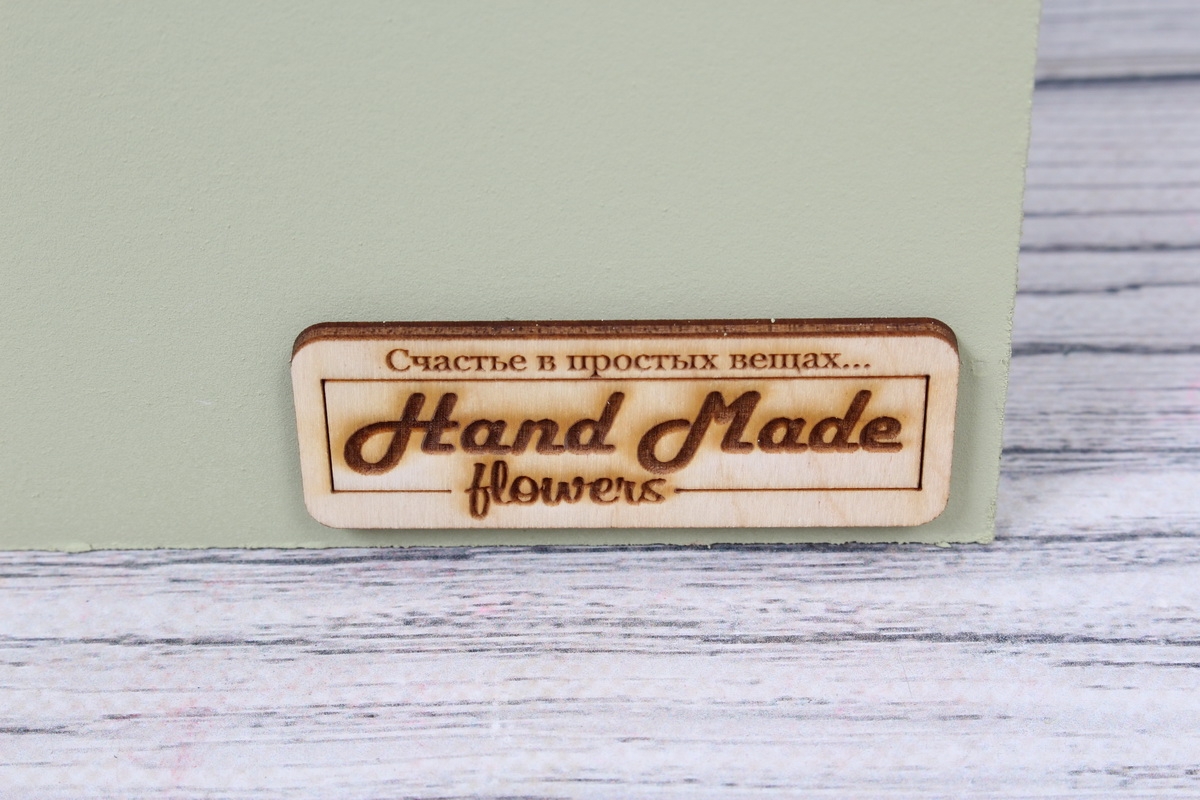 Счастье в простых вещах...
Hand Made
flowers